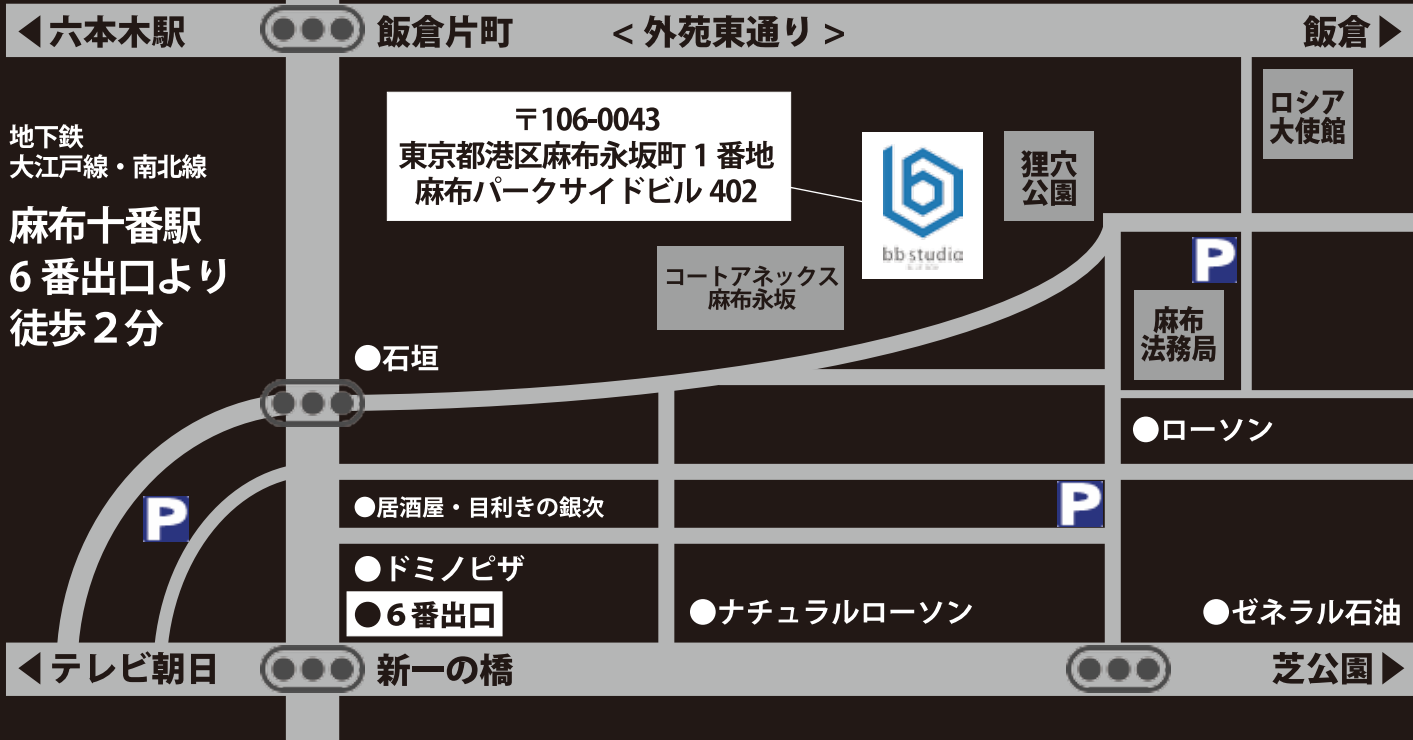 ◀六本木駅
飯倉片町
< 外苑東通り >
飯倉▶
地下鉄
大江戸線・南北線
麻布十番駅
6 番出口より
徒歩 2 分
〒106-0043
東京都港区麻布永坂町 1 番地
麻布パークサイドビル 402
bb studio
狸穴
公園
ロシア
大使館
コートアネックス
麻布永坂
P
麻布
法務局
●石垣
●ローソン
P
●居酒屋・目利きの銀次
P
●ドミノピザ
●6 番出口
●ナチュラルローソン
●ゼネラル石油
◀テレビ朝日
新一の橋
芝公園▶